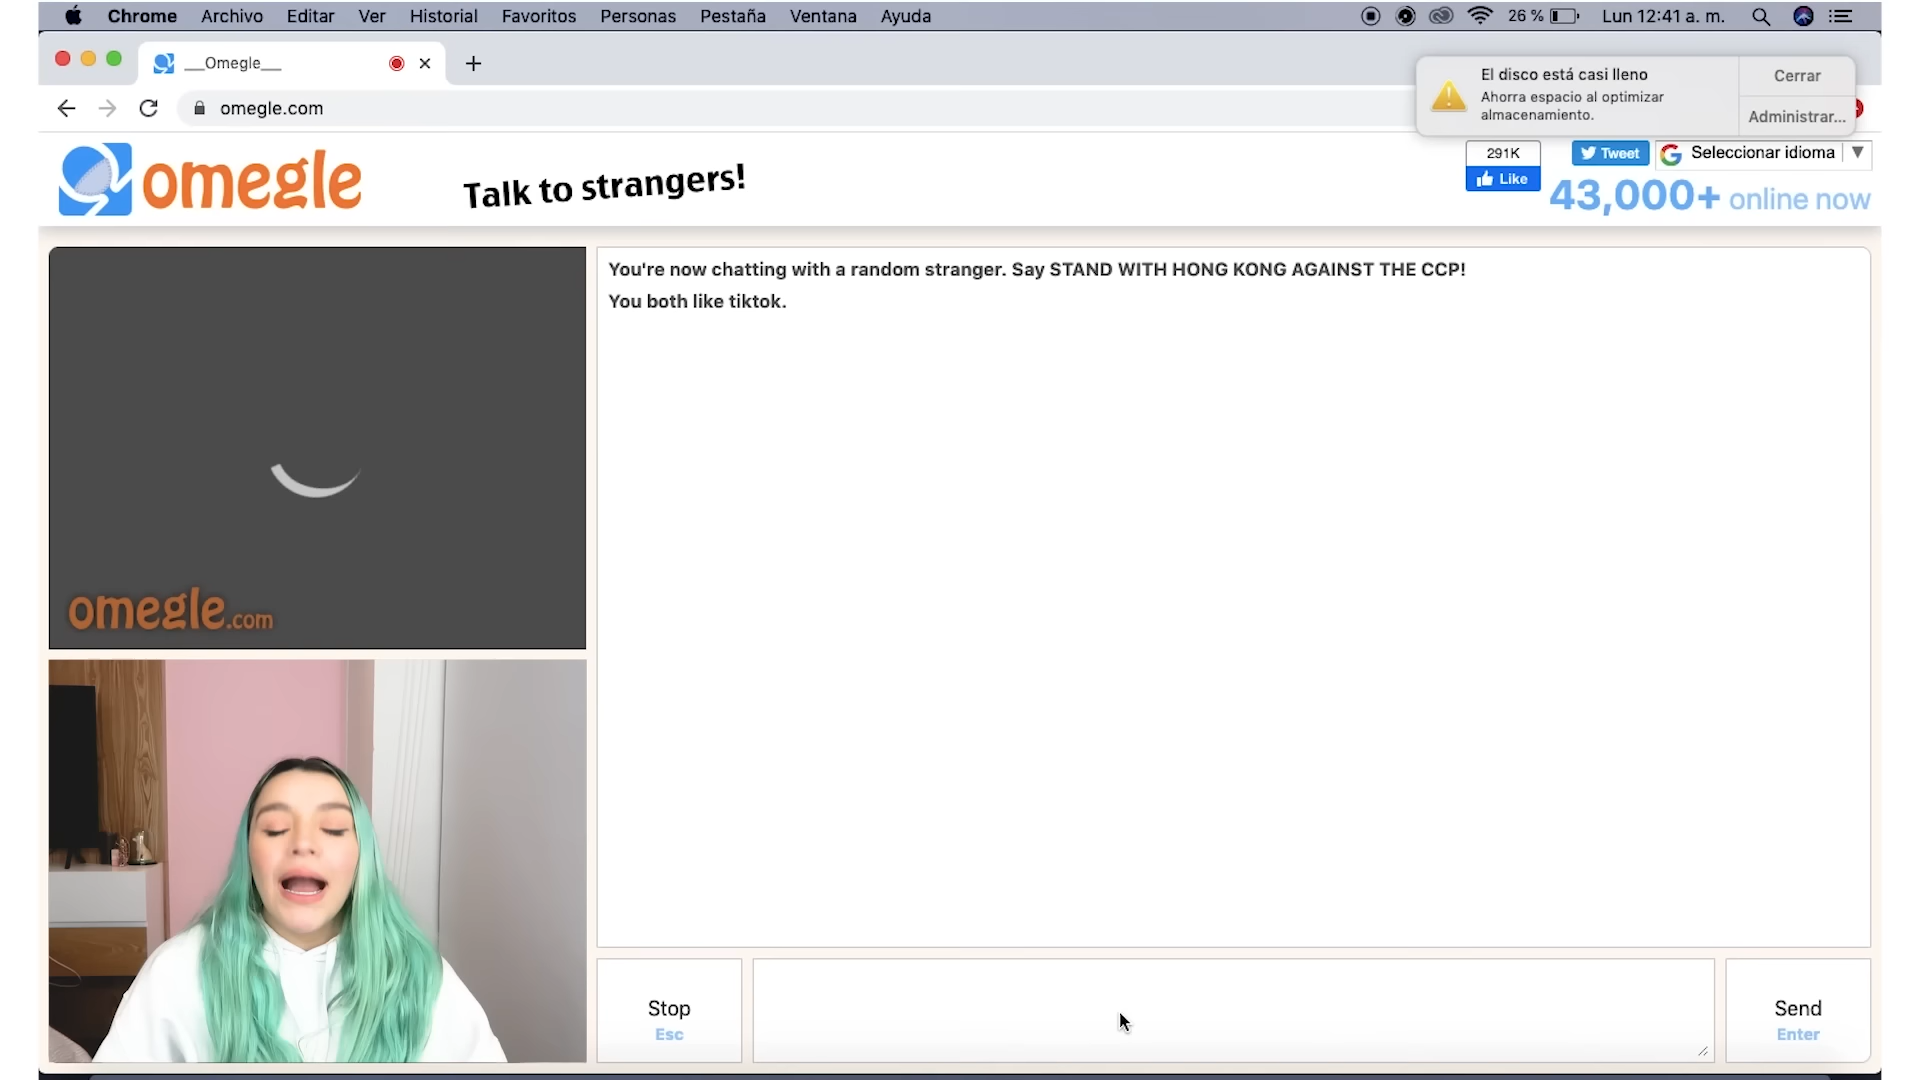 Chrome Archivo Editar Ver Historial Favoritos Personas Pestaña Ventana Ayuda 26 % Lun 12:41 a. m.
__Omegle__
El disco está casi lleno
Ahorra espacio al optimizar
almacenamiento.
Cerrar
Administrar...
omegle.com
omegle
Talk to strangers!
291K
Like
Tweet
Seleccionar idioma
43,000+ online now
You're now chatting with a random stranger. Say STAND WITH HONG KONG AGAINST THE CCP!
You both like tiktok.
omegle.com
Stop
Esc
Send
Enter